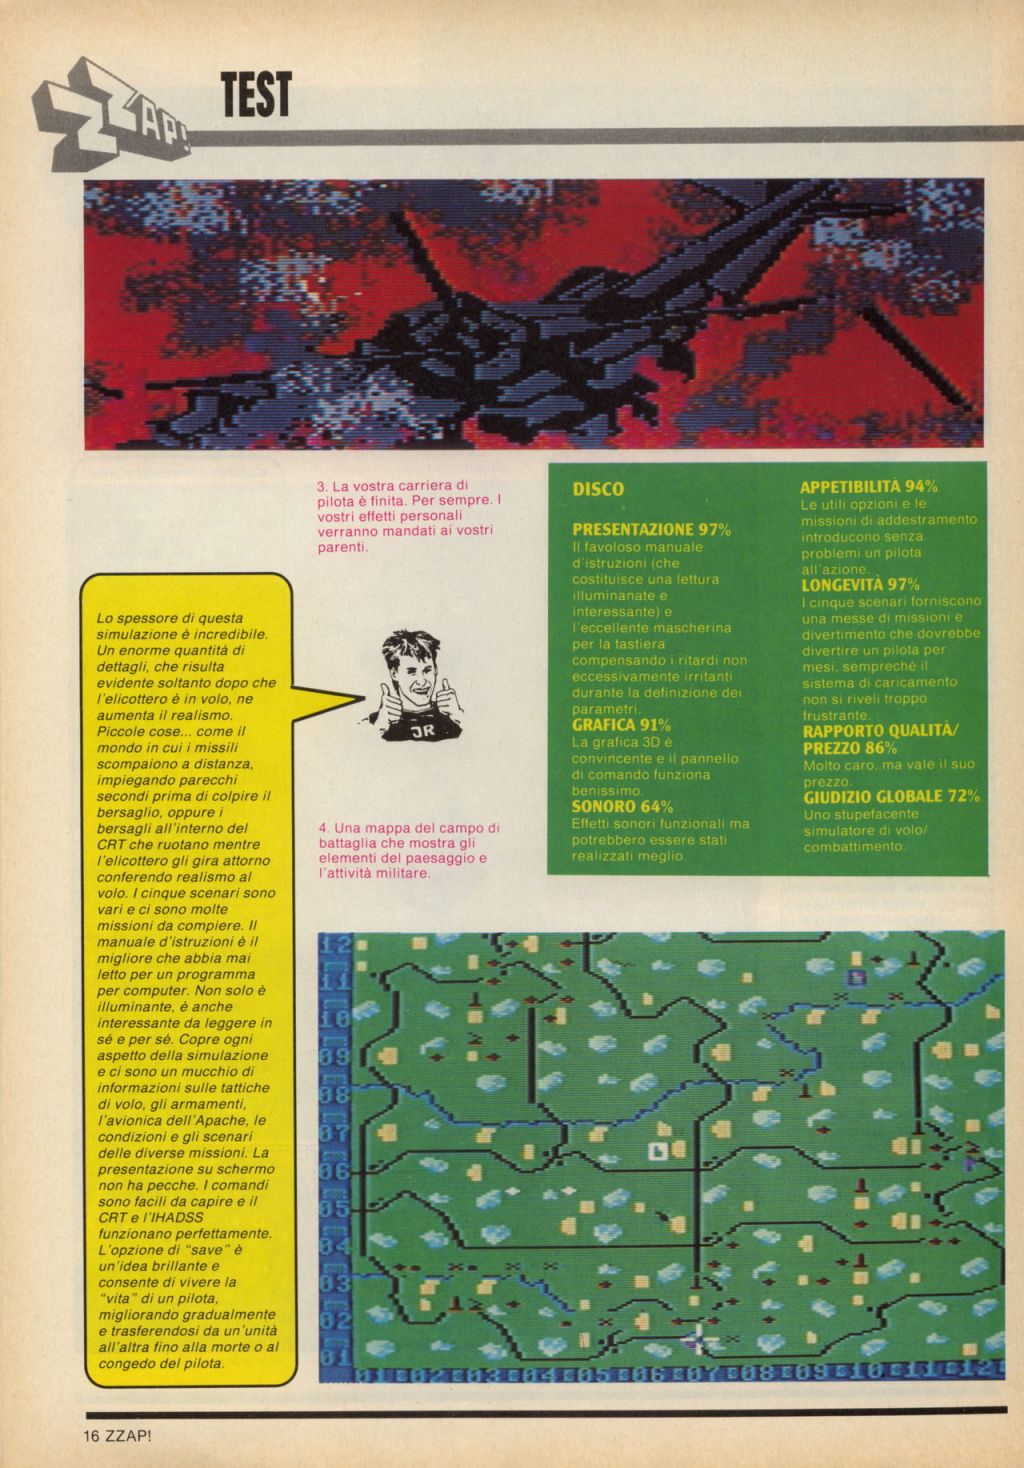 ZZAP!
TEST
3. La vostra carriera di
pilota è finita. Per sempre. I
vostri effetti personali
verranno mandati ai vostri
parenti.
Lo spessore di questa
simulazione è incredibile.
Un enorme quantità di
dettagli, che risulta
evidente soltanto dopo che
l'elicottero è in volo, ne
aumenta il realismo.
Piccole cose... come il
mondo in cui i missili
scompaiono a distanza,
impiegando parecchi
secondi prima di colpire il
bersaglio, oppure i
bersagli all'interno del
CRT che ruotano mentre
l'elicottero gli gira attorno
conferendo realismo al
volo. I cinque scenari sono
vari e ci sono molte
missioni da compiere. Il
manuale d'istruzioni è il
migliore che abbia mai
letto per un programma
per computer. Non solo è
illuminante, è anche
interessante da leggere in
sé e per sé. Copre ogni
aspetto della simulazione
e ci sono un mucchio di
informazioni sulle tattiche
di volo, gli armamenti,
l'avionica dell'Apache, le
condizioni e gli scenari
delle diverse missioni. La
presentazione su schermo
non ha pecche. I comandi
sono facili da capire e il
CRT e l'IHADSS
funzionano perfettamente.
L'opzione di "save" è
un'idea brillante e
consente di vivere la
"vita" di un pilota,
migliorando gradualmente
e trasferendosi da un'unità
all'altra fino alla morte o al
congedo del pilota.
JR
4. Una mappa del campo di
battaglia che mostra gli
elementi del paesaggio e
l'attività militare.
DISCO
PRESENTAZIONE 97%
Il favoloso manuale
d'istruzioni (che
costituisce una lettura
illuminanate e
interessante) e
l'eccellente mascherina
per la tastiera
compensando i ritardi non
eccessivamente irritanti
durante la definizione dei
parametri.
GRAFICA 91%
La grafica 3D è
convincente e il pannello
di comando funziona
benissimo.
SONORO 64%
Effetti sonori funzionali ma
potrebbero essere stati
realizzati meglio.
APPETIBILITÀ 94%
Le utili opzioni e le
missioni di addestramento
introducono senza
problemi un pilota
all'azione.
LONGEVITÀ 97%
I cinque scenari forniscono
una messe di missioni e
divertimento che dovrebbe
divertire un pilota per
mesi, sempreché il
sistema di caricamento
non si riveli troppo
frustrante.
RAPPORTO QUALITÀ/
PREZZO 86%
Molto caro, ma vale il suo
prezzo.
GIUDIZIO GLOBALE 72%
Uno stupefacente
simulatore di volo/
combattimento.
12
11
10
09
08
07
06
05
04
03
02
01
01 02 03 04 05 06 07 08 09 10 11 12
16 ZZAP!